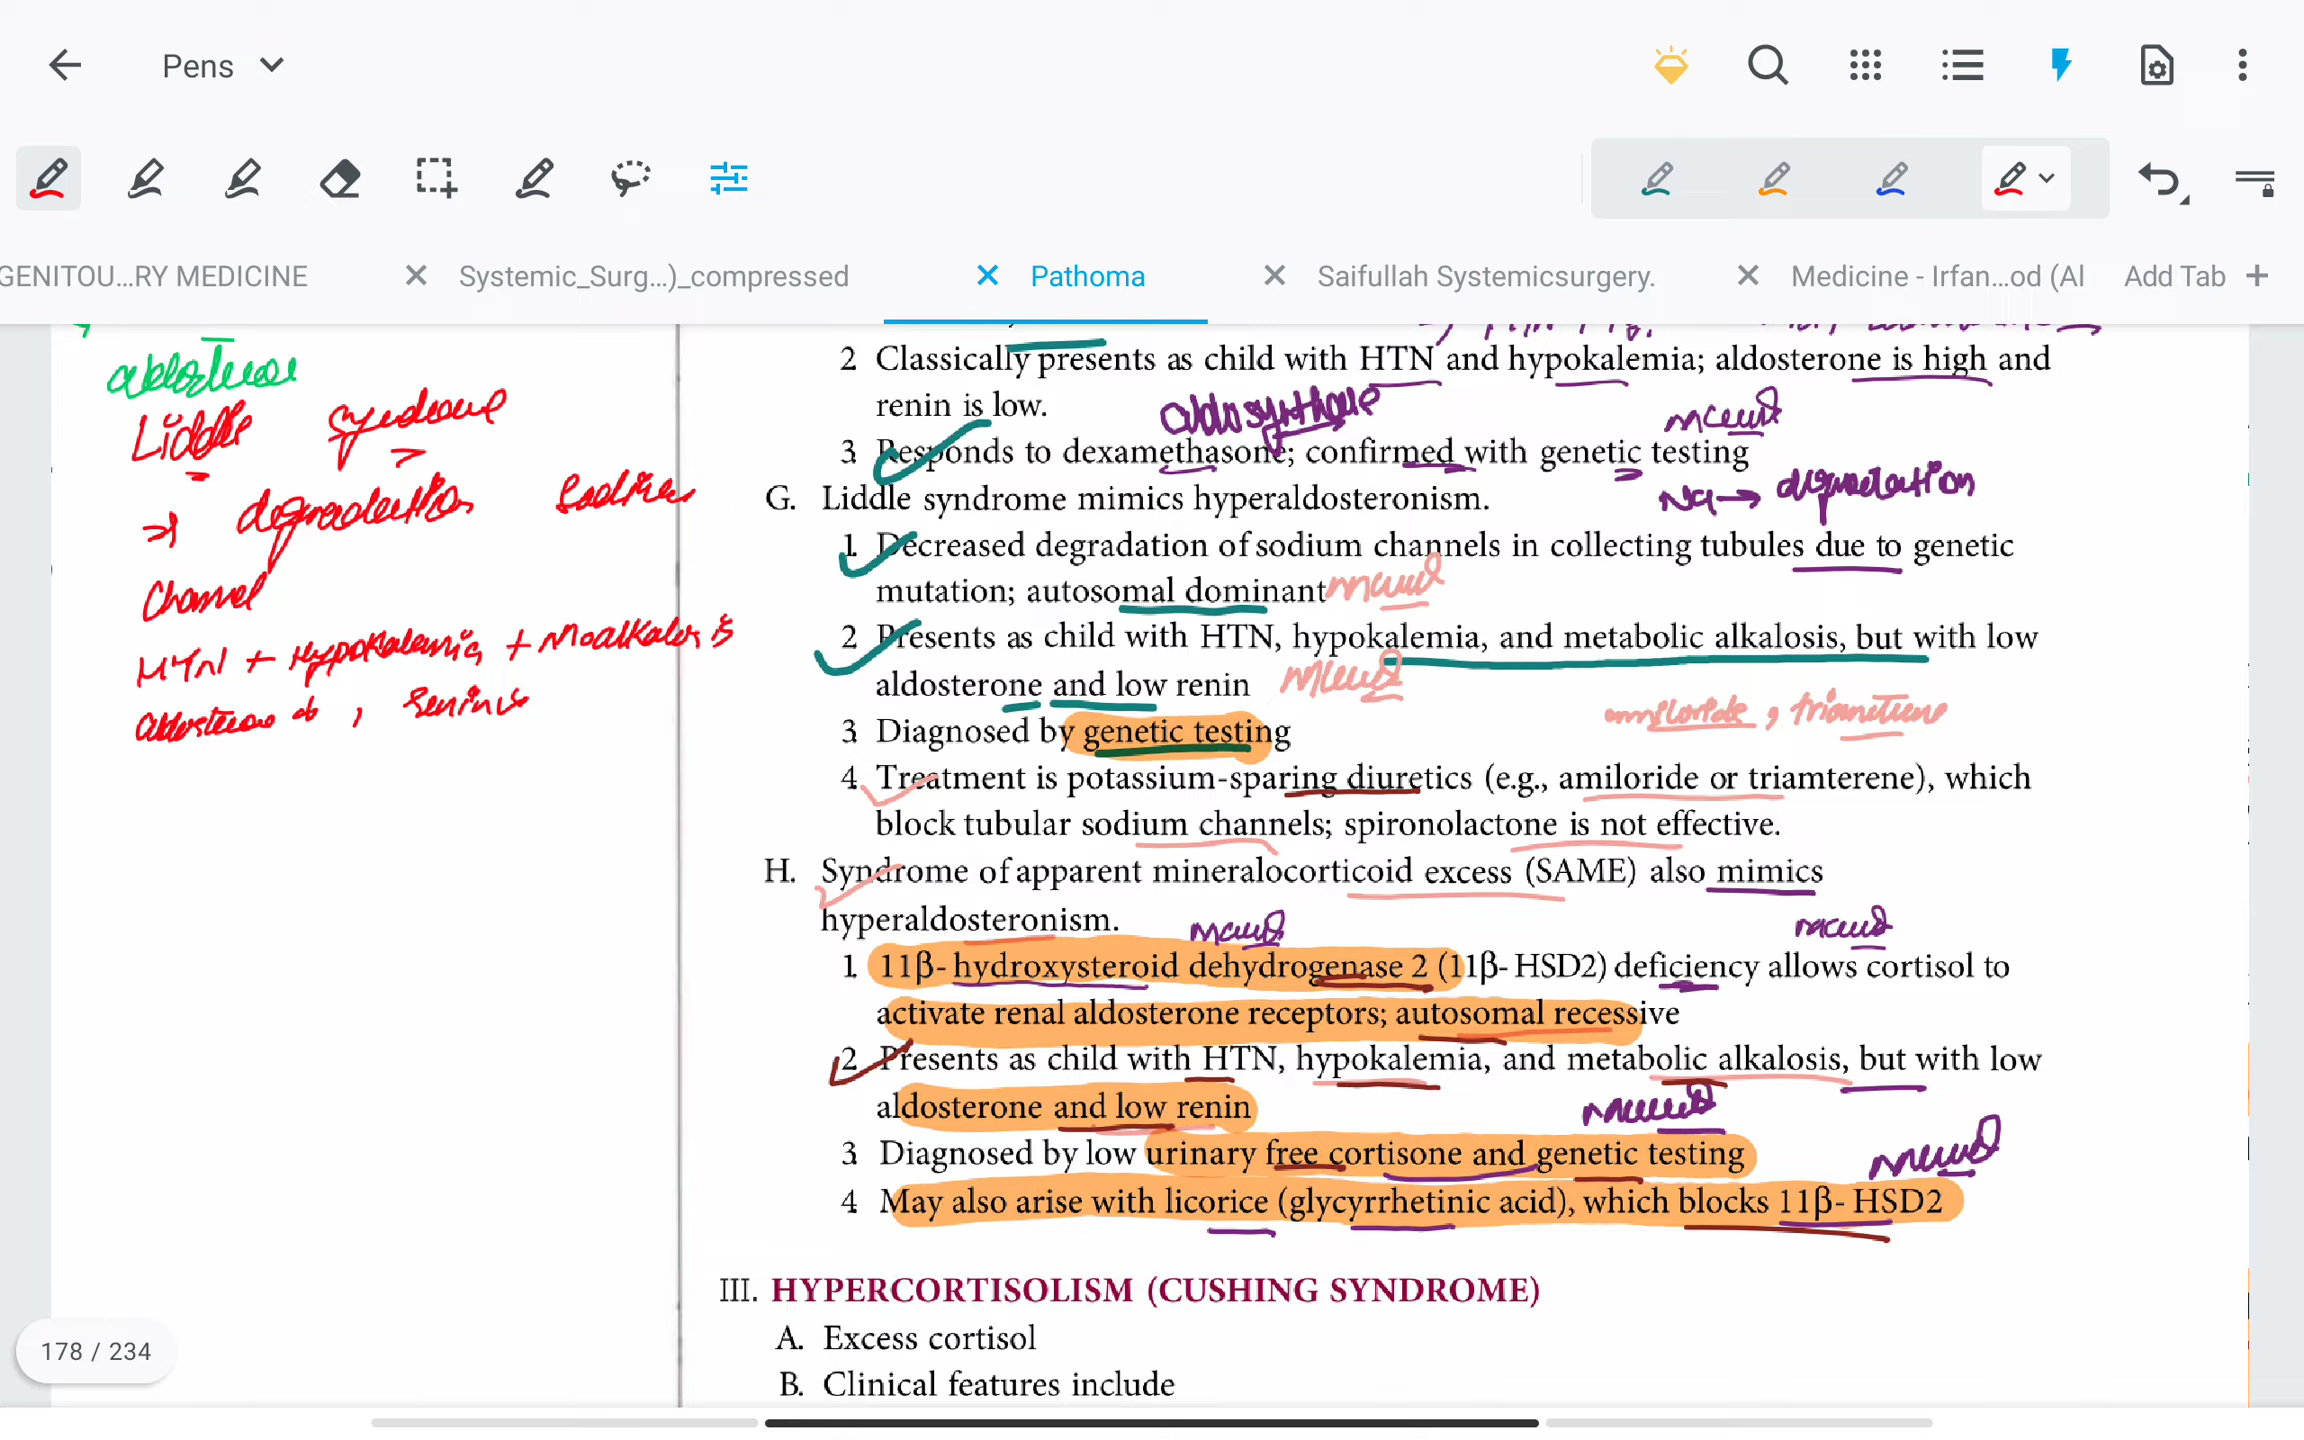 Pens
GENITOU...RY MEDICINE
Systemic_Surg...)_compressed
Pathoma
Saifullah Systemicsurgery.
Medicine - Irfan...od (Al
Add Tab +
2 Classically presents as child with HTN and hypokalemia; aldosterone is high and
renin is low.
3 Responds to dexamethasone; confirmed with genetic testing
G. Liddle syndrome mimics hyperaldosteronism.
Na → degradation
1. Decreased degradation of sodium channels in collecting tubules due to genetic
mutation; autosomal dominant
2 Presents as child with HTN, hypokalemia, and metabolic alkalosis, but with low
aldosterone and low renin
amiloride, triamterene
3 Diagnosed by genetic testing
4. Treatment is potassium-sparing diuretics (e.g., amiloride or triamterene), which
block tubular sodium channels; spironolactone is not effective.
H. Syndrome of apparent mineralocorticoid excess (SAME) also mimics
hyperaldosteronism.
1. 11β- hydroxysteroid dehydrogenase 2 (11β- HSD2) deficiency allows cortisol to
activate renal aldosterone receptors; autosomal recessive
2 Presents as child with HTN, hypokalemia, and metabolic alkalosis, but with low
aldosterone and low renin
3 Diagnosed by low urinary free cortisone and genetic testing
4 May also arise with licorice (glycyrrhetinic acid), which blocks 11β- HSD2
III. HYPERCORTISOLISM (CUSHING SYNDROME)
A. Excess cortisol
B. Clinical features include
Liddle syndrome
degradation
Channel
HTN + Hypokalemia +
178 / 234